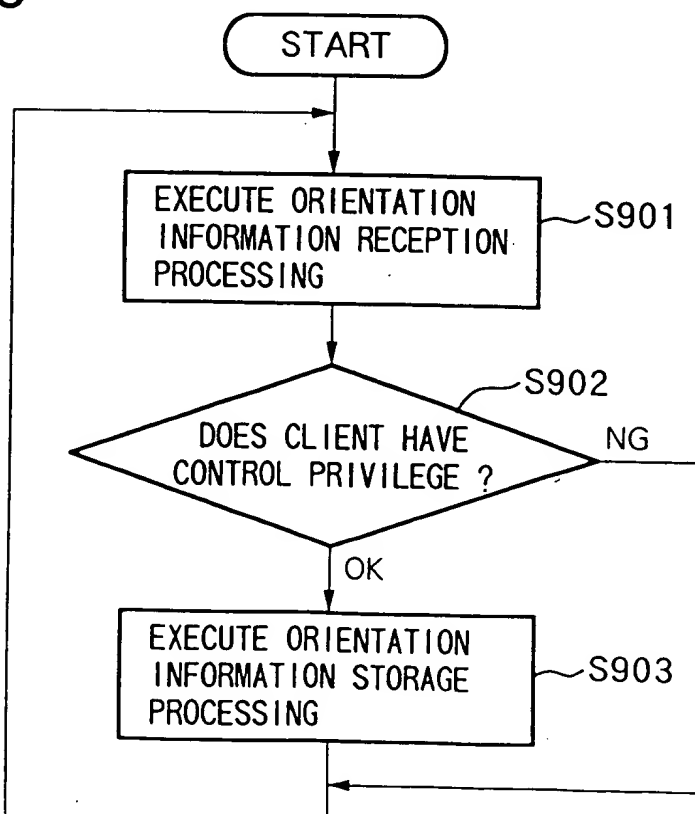 START
EXECUTE ORIENTATION
INFORMATION RECEPTION
PROCESSING
S901
S902
DOES CLIENT HAVE
CONTROL PRIVILEGE ?
NG
OK
EXECUTE ORIENTATION
INFORMATION STORAGE
PROCESSING
S903